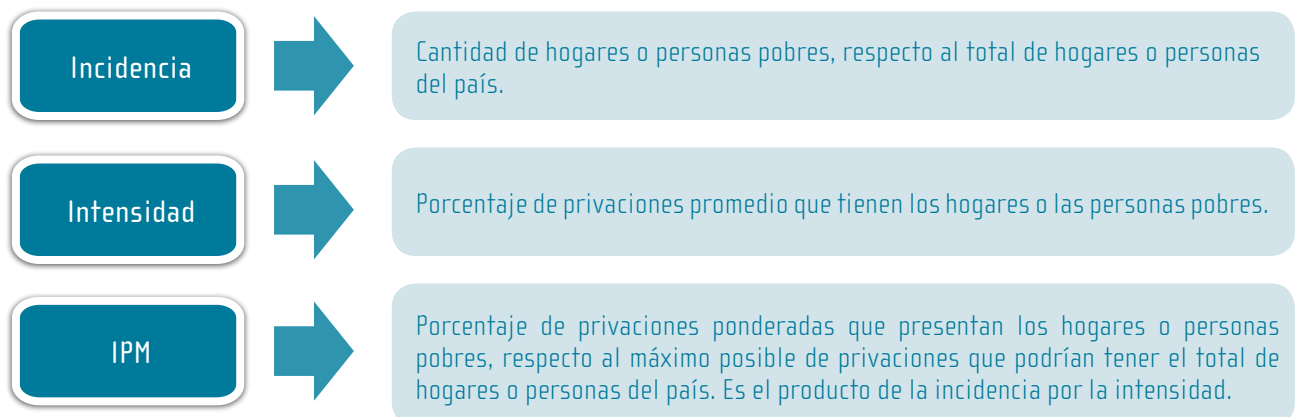 Incidencia
Cantidad de hogares o personas pobres, respecto al total de hogares o personas
del país.
Intensidad
Porcentaje de privaciones promedio que tienen los hogares o las personas pobres.
IPM
Porcentaje de privaciones ponderadas que presentan los hogares o personas
pobres, respecto al máximo posible de privaciones que podrían tener el total de
hogares o personas del país. Es el producto de la incidencia por la intensidad.